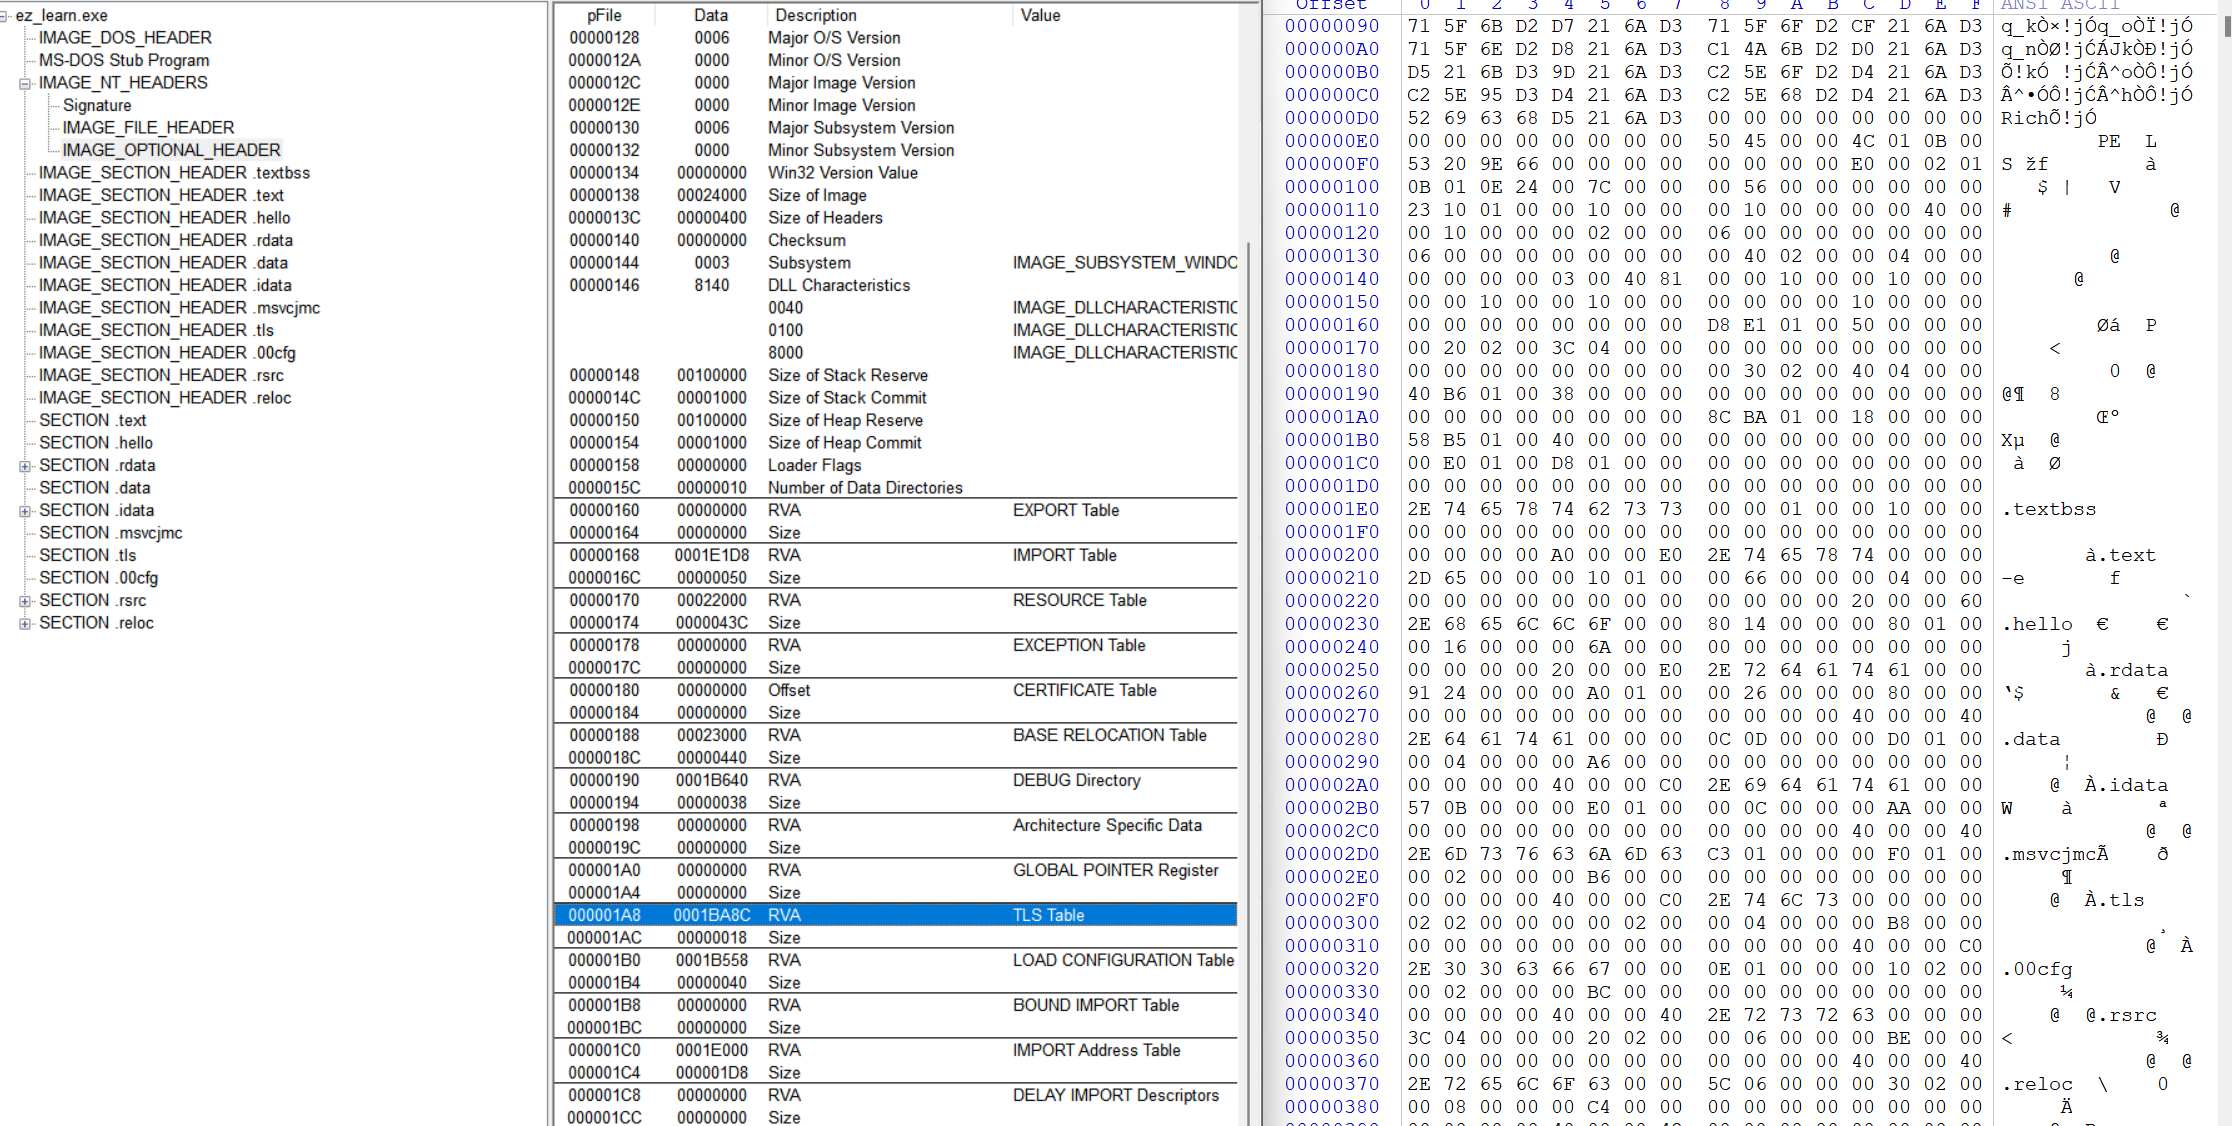 ez_learn.exe
IMAGE_DOS_HEADER
MS-DOS Stub Program
IMAGE_NT_HEADERS
Signature
IMAGE_FILE_HEADER
IMAGE_OPTIONAL_HEADER
IMAGE_SECTION_HEADER .textbss
IMAGE_SECTION_HEADER .text
IMAGE_SECTION_HEADER .hello
IMAGE_SECTION_HEADER .rdata
IMAGE_SECTION_HEADER .data
IMAGE_SECTION_HEADER .idata
IMAGE_SECTION_HEADER .msvcjmc
IMAGE_SECTION_HEADER .tls
IMAGE_SECTION_HEADER .00cfg
IMAGE_SECTION_HEADER .rsrc
IMAGE_SECTION_HEADER .reloc
SECTION .text
SECTION .hello
SECTION .rdata
SECTION .data
SECTION .idata
SECTION .msvcjmc
SECTION .tls
SECTION .00cfg
SECTION .rsrc
SECTION .reloc
pFile Data Description Value
00000128 0006 Major O/S Version
0000012A 0000 Minor O/S Version
0000012C 0000 Major Image Version
0000012E 0000 Minor Image Version
00000130 0006 Major Subsystem Version
00000132 0000 Minor Subsystem Version
00000134 00000000 Win32 Version Value
00000138 00024000 Size of Image
0000013C 00000400 Size of Headers
00000140 00000000 Checksum
00000144 0003 Subsystem IMAGE_SUBSYSTEM_WINDO
00000146 8140 DLL Characteristics
0040 IMAGE_DLLCHARACTERISTIC
0100 IMAGE_DLLCHARACTERISTIC
8000 IMAGE_DLLCHARACTERISTIC
00000148 00100000 Size of Stack Reserve
0000014C 00001000 Size of Stack Commit
00000150 00100000 Size of Heap Reserve
00000154 00001000 Size of Heap Commit
00000158 00000000 Loader Flags
0000015C 00000010 Number of Data Directories
00000160 00000000 RVA EXPORT Table
00000164 00000000 Size
00000168 0001E1D8 RVA IMPORT Table
0000016C 00000050 Size
00000170 00022000 RVA RESOURCE Table
00000174 0000043C Size
00000178 00000000 RVA EXCEPTION Table
0000017C 00000000 Size
00000180 00000000 Offset CERTIFICATE Table
00000184 00000000 Size
00000188 00023000 RVA BASE RELOCATION Table
0000018C 00000440 Size
00000190 0001B640 RVA DEBUG Directory
00000194 00000038 Size
00000198 00000000 RVA Architecture Specific Data
0000019C 00000000 Size
000001A0 00000000 RVA GLOBAL POINTER Register
000001A4 00000000 Size
000001A8 0001BA8C RVA TLS Table
000001AC 00000018 Size
000001B0 0001B558 RVA LOAD CONFIGURATION Table
000001B4 00000040 Size
000001B8 00000000 RVA BOUND IMPORT Table
000001BC 00000000 Size
000001C0 0001E000 RVA IMPORT Address Table
000001C4 000001D8 Size
000001C8 00000000 RVA DELAY IMPORT Descriptors
000001CC 00000000 Size
Offset 0 1 2 3 4 5 6 7 8 9 A B C D E F ANSI ASCII
00000090 71 5F 6B D2 D7 21 6A D3 71 5F 6F D2 CF 21 6A D3 q_kÒ×!jÓq_oÒÏ!jÓ
000000A0 71 5F 6E D2 D8 21 6A D3 C1 4A 6B D2 D0 21 6A D3 q_nÒØ!jÓÁJkÒÐ!jÓ
000000B0 D5 21 6B D3 9D 21 6A D3 C2 5E 6F D2 D4 21 6A D3 Õ!kÓ !jÓÂ^oÒÔ!jÓ
000000C0 C2 5E 95 D3 D4 21 6A D3 C2 5E 68 D2 D4 21 6A D3 Â^•ÓÔ!jÓÂ^hÒÔ!jÓ
000000D0 52 69 63 68 D5 21 6A D3 00 00 00 00 00 00 00 00 RichÕ!jÓ
000000E0 00 00 00 00 00 00 00 00 50 45 00 00 4C 01 0B 00 PE L
000000F0 53 20 9E 66 00 00 00 00 00 00 00 00 E0 00 02 01 S žf à
00000100 0B 01 0E 24 00 7C 00 00 00 56 00 00 00 00 00 00 $ | V
00000110 23 10 01 00 00 10 00 00 00 10 00 00 00 00 40 00 # @
00000120 00 10 00 00 00 02 00 00 06 00 00 00 00 00 00 00
00000130 06 00 00 00 00 00 00 00 00 40 02 00 00 04 00 00 @
00000140 00 00 00 00 03 00 40 81 00 00 10 00 00 10 00 00 @
00000150 00 00 10 00 00 10 00 00 00 00 00 00 10 00 00 00
00000160 00 00 00 00 00 00 00 00 D8 E1 01 00 50 00 00 00 Øá P
00000170 00 20 02 00 3C 04 00 00 00 00 00 00 00 00 00 00 <
00000180 00 00 00 00 00 00 00 00 00 30 02 00 40 04 00 00 0 @
00000190 40 B6 01 00 38 00 00 00 00 00 00 00 00 00 00 00 @¶ 8
000001A0 00 00 00 00 00 00 00 00 8C BA 01 00 18 00 00 00 Œº
000001B0 58 B5 01 00 40 00 00 00 00 00 00 00 00 00 00 00 Xµ @
000001C0 00 E0 01 00 D8 01 00 00 00 00 00 00 00 00 00 00 à Ø
000001D0 00 00 00 00 00 00 00 00 00 00 00 00 00 00 00 00
000001E0 2E 74 65 78 74 62 73 73 00 00 01 00 00 10 00 00 .textbss
000001F0 00 00 00 00 00 00 00 00 00 00 00 00 00 00 00 00
00000200 00 00 00 00 A0 00 00 E0 2E 74 65 78 74 00 00 00 à.text
00000210 2D 65 00 00 00 10 01 00 00 66 00 00 00 04 00 00 -e f
00000220 00 00 00 00 00 00 00 00 00 00 00 00 20 00 00 60 `
00000230 2E 68 65 6C 6C 6F 00 00 80 14 00 00 00 80 01 00 .hello € €
00000240 00 16 00 00 00 6A 00 00 00 00 00 00 00 00 00 00 j
00000250 00 00 00 00 20 00 00 E0 2E 72 64 61 74 61 00 00 à.rdata
00000260 91 24 00 00 00 A0 01 00 00 26 00 00 00 80 00 00 ‘$ & €
00000270 00 00 00 00 00 00 00 00 00 00 00 00 40 00 00 40 @ @
00000280 2E 64 61 74 61 00 00 00 0C 0D 00 00 00 D0 01 00 .data Ð
00000290 00 04 00 00 00 A6 00 00 00 00 00 00 00 00 00 00 ¦
000002A0 00 00 00 00 40 00 00 C0 2E 69 64 61 74 61 00 00 @ À.idata
000002B0 57 0B 00 00 00 E0 01 00 00 0C 00 00 00 AA 00 00 W à ª
000002C0 00 00 00 00 00 00 00 00 00 00 00 00 40 00 00 40 @ @
000002D0 2E 6D 73 76 63 6A 6D 63 C3 01 00 00 00 F0 01 00 .msvcjmcÃ ð
000002E0 00 02 00 00 00 B6 00 00 00 00 00 00 00 00 00 00 ¶
000002F0 00 00 00 00 40 00 00 C0 2E 74 6C 73 00 00 00 00 @ À.tls
00000300 02 02 00 00 00 00 02 00 00 04 00 00 00 B8 00 00 ¸
00000310 00 00 00 00 00 00 00 00 00 00 00 00 40 00 00 C0 @ À
00000320 2E 30 30 63 66 67 00 00 0E 01 00 00 00 10 02 00 .00cfg
00000330 00 02 00 00 00 BC 00 00 00 00 00 00 00 00 00 00 ¼
00000340 00 00 00 00 40 00 00 40 2E 72 73 72 63 00 00 00 @ @.rsrc
00000350 3C 04 00 00 00 20 02 00 00 06 00 00 00 BE 00 00 < ¾
00000360 00 00 00 00 00 00 00 00 00 00 00 00 40 00 00 40 @ @
00000370 2E 72 65 6C 6F 63 00 00 5C 06 00 00 00 30 02 00 .reloc \ 0
00000380 00 08 00 00 00 C4 00 00 00 00 00 00 00 00 00 00 Ä